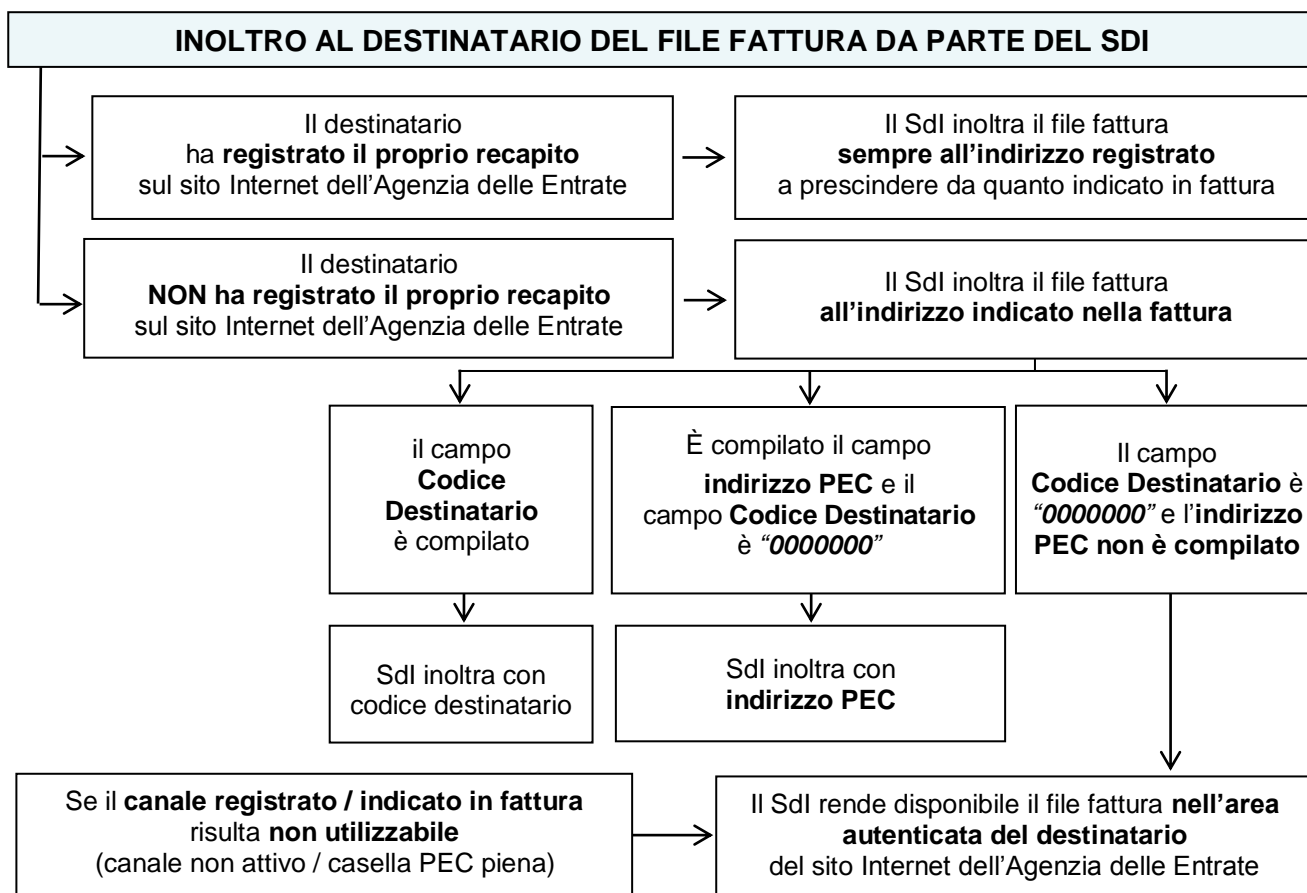 INOLTRO AL DESTINATARIO DEL FILE FATTURA DA PARTE DEL SDI
Il destinatario
ha registrato il proprio recapito
sul sito Internet dell’Agenzia delle Entrate
Il SdI inoltra il file fattura
sempre all’indirizzo registrato
a prescindere da quanto indicato in fattura
Il destinatario
NON ha registrato il proprio recapito
sul sito Internet dell’Agenzia delle Entrate
Il SdI inoltra il file fattura
all’indirizzo indicato nella fattura
il campo
Codice
Destinatario
è compilato
È compilato il campo
indirizzo PEC e il
campo Codice Destinatario
è “0000000”
Il campo
Codice Destinatario è
“0000000” e l’indirizzo
PEC non è compilato
SdI inoltra con
codice destinatario
SdI inoltra con
indirizzo PEC
Se il canale registrato / indicato in fattura
risulta non utilizzabile
(canale non attivo / casella PEC piena)
Il SdI rende disponibile il file fattura nell’area
autenticata del destinatario
del sito Internet dell’Agenzia delle Entrate